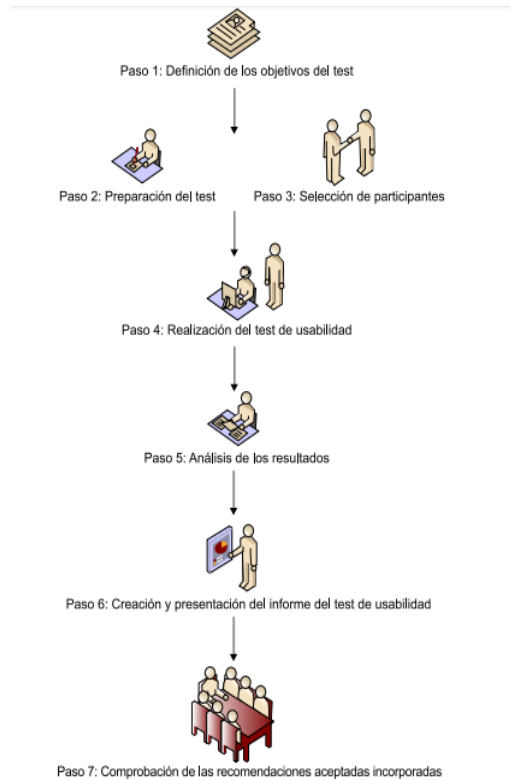 Paso 1: Definición de los objetivos del test
Paso 2: Preparación del test
Paso 3: Selección de participantes
Paso 4: Realización del test de usabilidad
Paso 5: Análisis de los resultados
Paso 6: Creación y presentación del informe del test de usabilidad
Paso 7: Comprobación de las recomendaciones aceptadas incorporadas